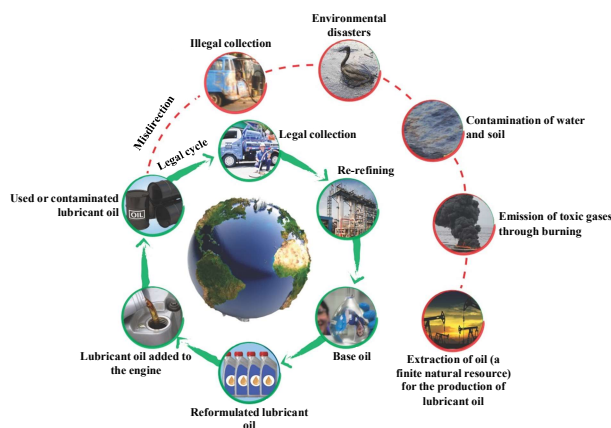 Environmental
disasters
Illegal collection
Misdirection
Legal cycle
Legal collection
Contamination of water
and soil
Used or contaminated
lubricant oil
OIL
Re-refining
Emission of toxic gases
through burning
Lubricant oil added to
the engine
Base oil
Reformulated lubricant
oil
Extraction of oil (a
finite natural resource)
for the production of
lubricant oil